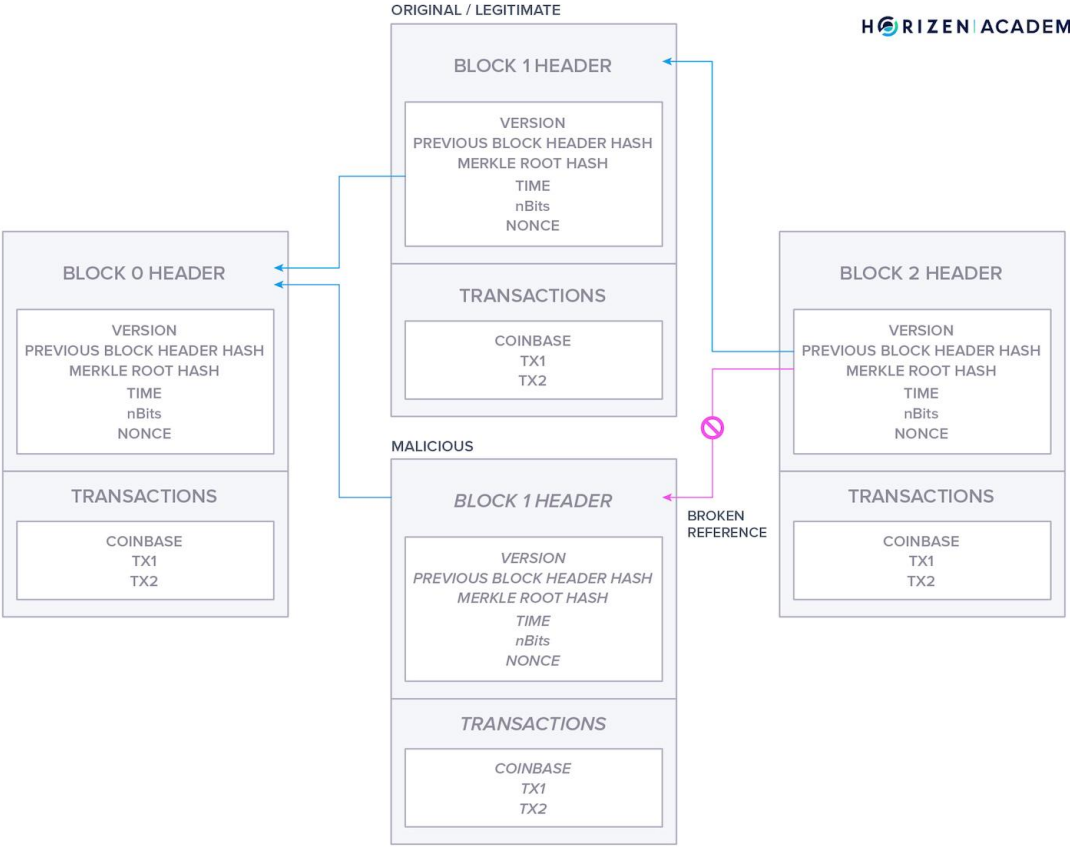 ORIGINAL / LEGITIMATE
HORIZEN ACADEM
BLOCK 1 HEADER
VERSION
PREVIOUS BLOCK HEADER HASH
MERKLE ROOT HASH
TIME
nBits
NONCE
TRANSACTIONS
COINBASE
TX1
TX2
BLOCK 0 HEADER
VERSION
PREVIOUS BLOCK HEADER HASH
MERKLE ROOT HASH
TIME
nBits
NONCE
TRANSACTIONS
COINBASE
TX1
TX2
BLOCK 2 HEADER
VERSION
PREVIOUS BLOCK HEADER HASH
MERKLE ROOT HASH
TIME
nBits
NONCE
TRANSACTIONS
COINBASE
TX1
TX2
MALICIOUS
BLOCK 1 HEADER
VERSION
PREVIOUS BLOCK HEADER HASH
MERKLE ROOT HASH
TIME
nBits
NONCE
TRANSACTIONS
COINBASE
TX1
TX2
BROKEN
REFERENCE